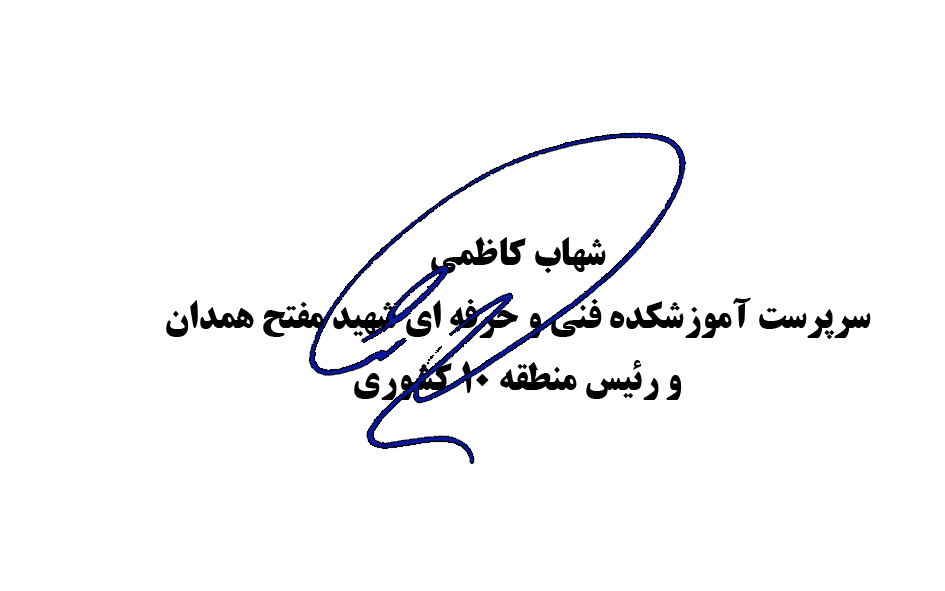 شهاب کاظمی
سرپرست آموزشکده فنی و حرفه ای شهید مفتح همدان
و رئیس منطقه ۱۰ کشوری